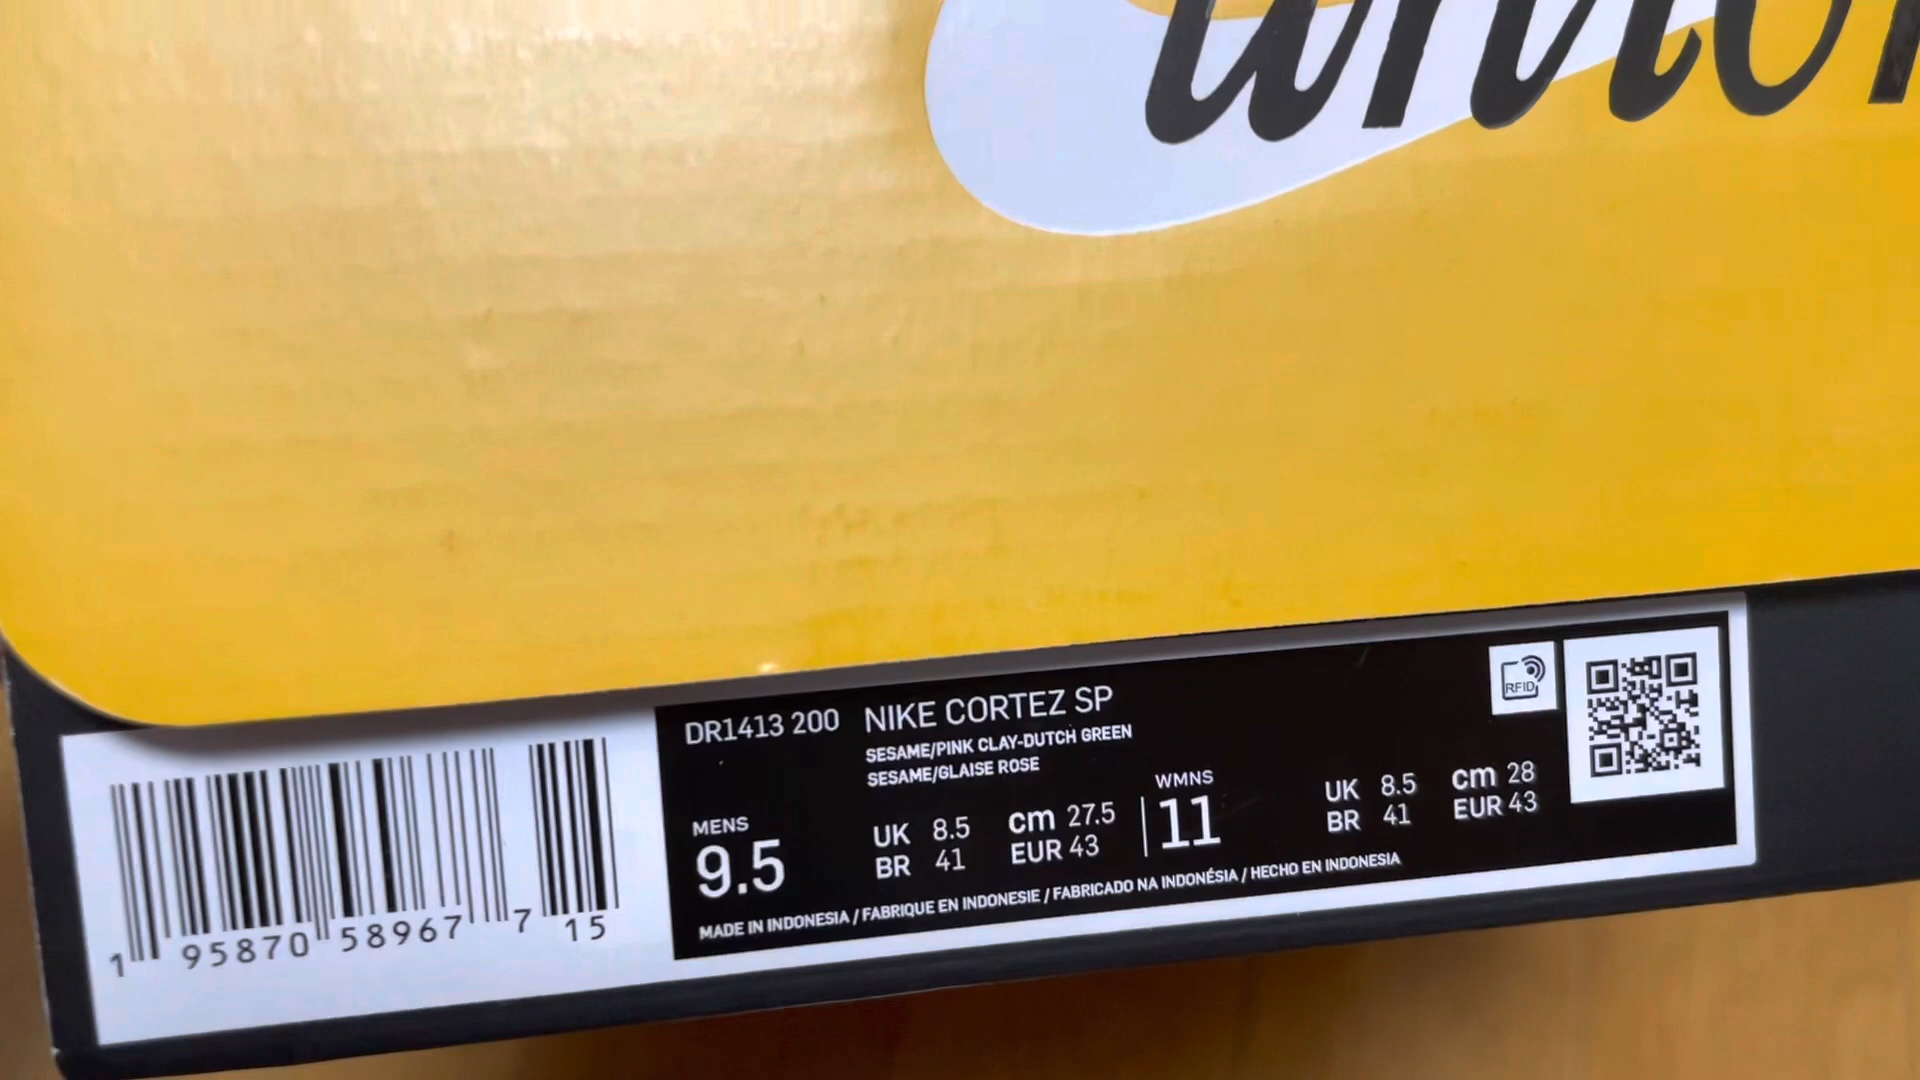 union
DR1413 200 NIKE CORTEZ SP
SESAME/PINK CLAY-DUTCH GREEN
SESAME/GLAISE ROSE
RFID
MENS
9.5
UK 8.5 cm 27.5
BR 41 EUR 43
WMNS
11
UK 8.5 cm 28
BR 41 EUR 43
MADE IN INDONESIA / FABRIQUE EN INDONESIE / FABRICADO NA INDONÉSIA / HECHO EN INDONESIA
1 95870 58967 7 15